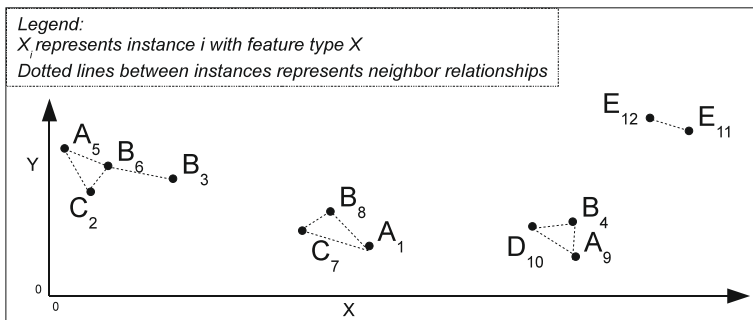 Legend:
Xi represents instance i with feature type X
Dotted lines between instances represents neighbor relationships
E12
E11
A5
B6
B3
Y
C2
B8
A1
C7
B4
D10
A9
0
0
X